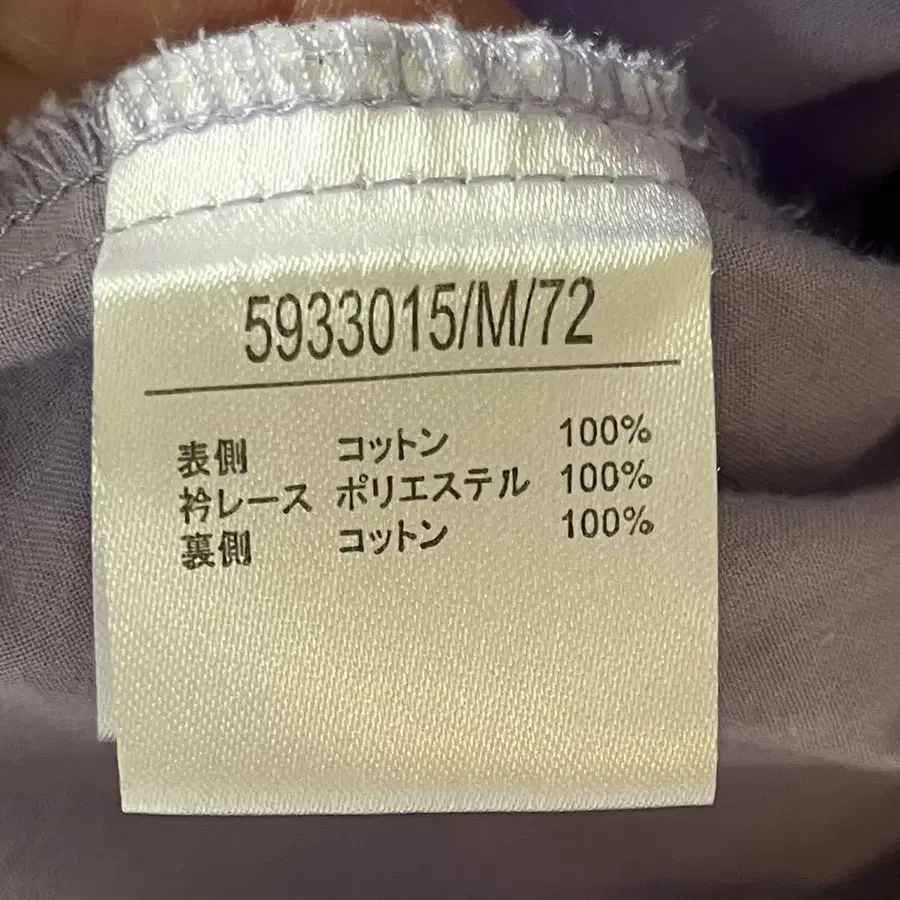 5933015/M/72
表側 コットン 100%
衿レース ポリエステル 100%
裏側 コットン 100%